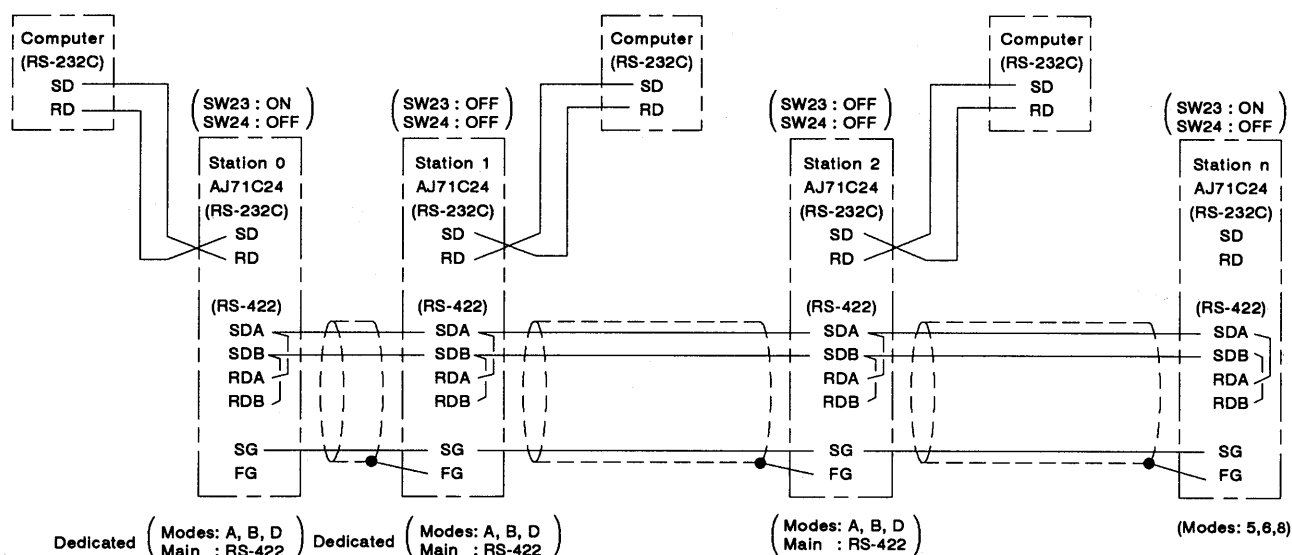 Computer
(RS-232C)
SD
RD
Computer
(RS-232C)
SD
RD
Computer
(RS-232C)
SD
RD
(SW23 : ON
SW24 : OFF)
(SW23 : OFF
SW24 : OFF)
(SW23 : OFF
SW24 : OFF)
(SW23 : ON
SW24 : OFF)
Station 0
AJ71C24
(RS-232C)
SD
RD
(RS-422)
SDA
SDB
RDA
RDB
SG
FG
Station 1
AJ71C24
(RS-232C)
SD
RD
(RS-422)
SDA
SDB
RDA
RDB
SG
FG
Station 2
AJ71C24
(RS-232C)
SD
RD
(RS-422)
SDA
SDB
RDA
RDB
SG
FG
Station n
AJ71C24
(RS-232C)
SD
RD
(RS-422)
SDA
SDB
RDA
RDB
SG
FG
Dedicated (Modes: A, B, D
Main : RS-422)
Dedicated (Modes: A, B, D
Main : RS-422)
(Modes: A, B, D
Main : RS-422)
(Modes: 5,6,8)